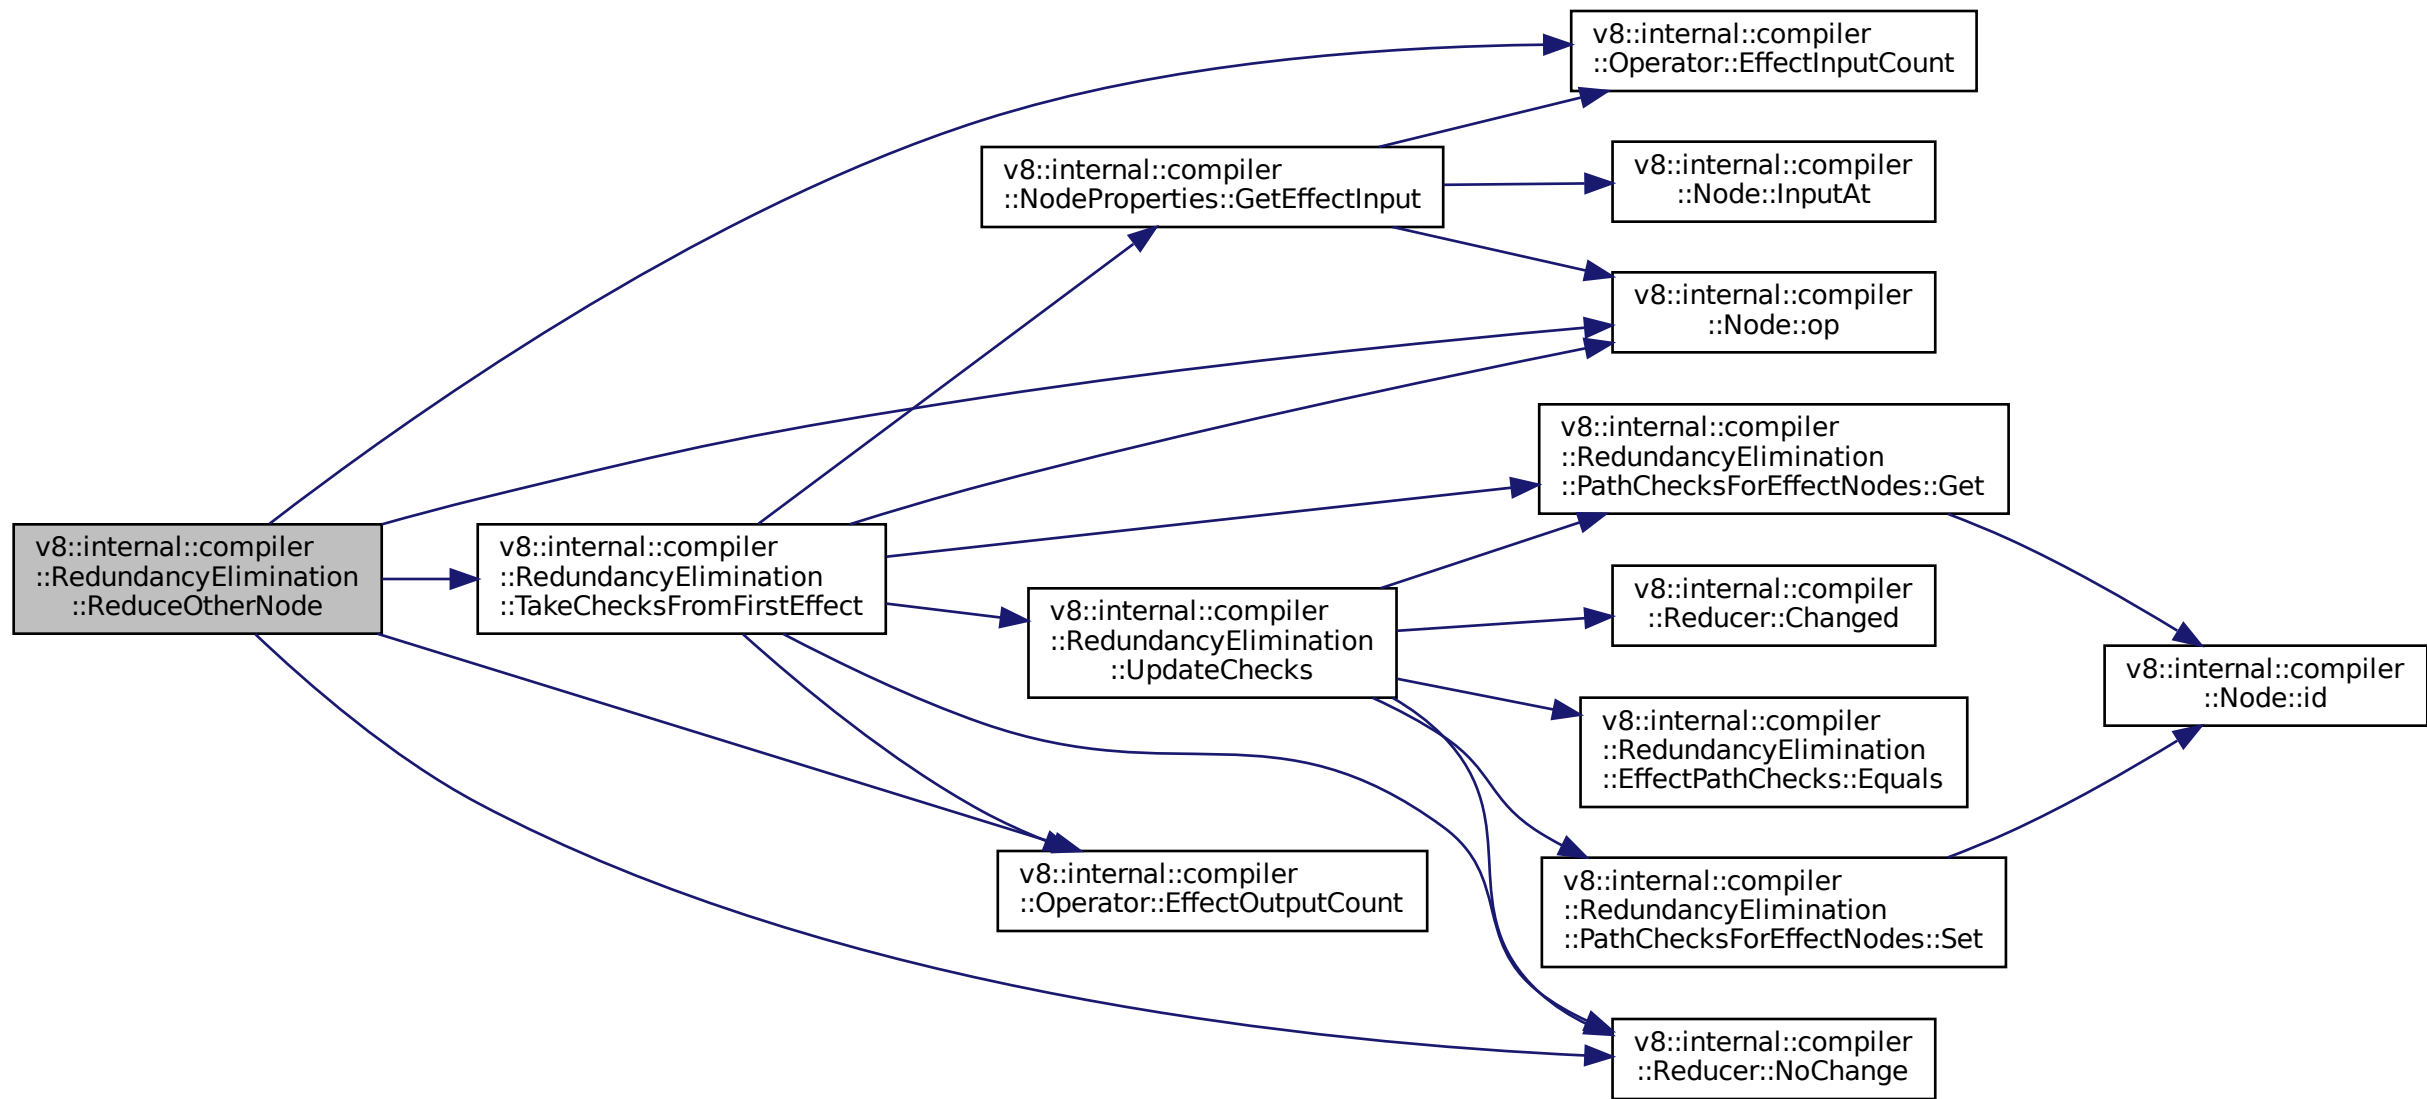 v8::internal::compiler
::RedundancyElimination
::ReduceOtherNode
v8::internal::compiler
::RedundancyElimination
::TakeChecksFromFirstEffect
v8::internal::compiler
::NodeProperties::GetEffectInput
v8::internal::compiler
::RedundancyElimination
::UpdateChecks
v8::internal::compiler
::Operator::EffectOutputCount
v8::internal::compiler
::Operator::EffectInputCount
v8::internal::compiler
::Node::InputAt
v8::internal::compiler
::Node::op
v8::internal::compiler
::RedundancyElimination
::PathChecksForEffectNodes::Get
v8::internal::compiler
::Reducer::Changed
v8::internal::compiler
::RedundancyElimination
::EffectPathChecks::Equals
v8::internal::compiler
::RedundancyElimination
::PathChecksForEffectNodes::Set
v8::internal::compiler
::Reducer::NoChange
v8::internal::compiler
::Node::id